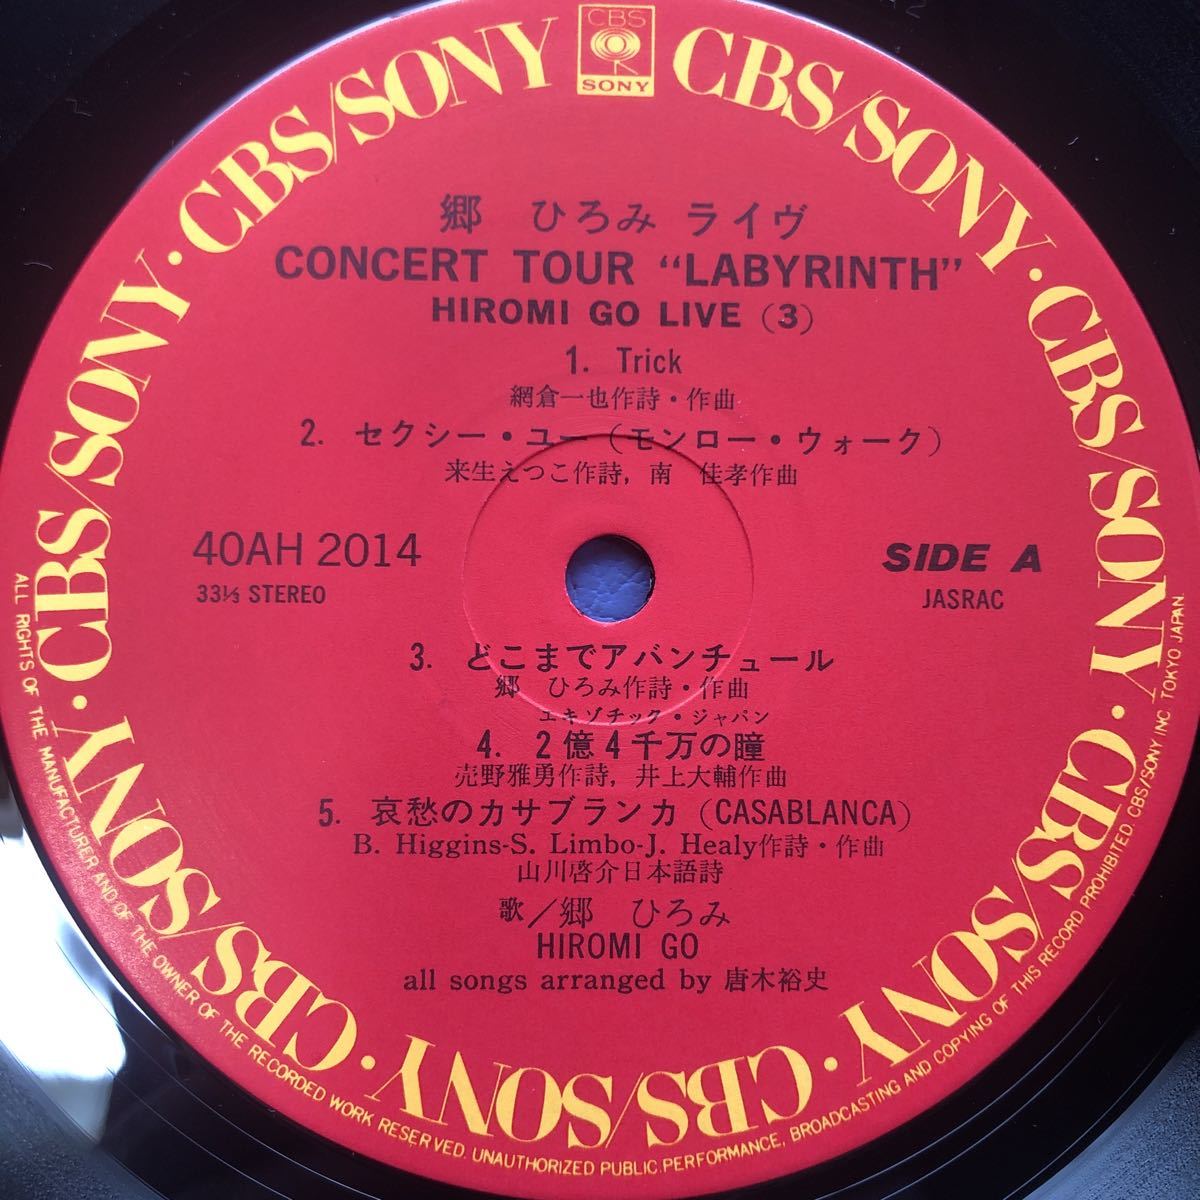 CBS
SONY
CBS/SONY · CBS/SONY · CBS/SONY · CBS/SONY · CBS/SONY · CBS/SONY · CBS/SONY · CBS/SONY · CBS/SONY
郷 ひろみ ライヴ
CONCERT TOUR “LABYRINTH”
HIROMI GO LIVE (3)
1. Trick
網倉一也作詩・作曲
2. セクシー・ユー (モンロー・ウォーク)
来生えつこ作詩, 南 佳孝作曲
40AH 2014
33⅓ STEREO
SIDE A
JASRAC
3. どこまでアバンチュール
郷 ひろみ作詩・作曲
エキゾチック・ジャパン
4. 2億4千万の瞳
売野雅勇作詩, 井上大輔作曲
5. 哀愁のカサブランカ (CASABLANCA)
B. Higgins-S. Limbo-J. Healy作詩・作曲
山川啓介日本語詩
歌／郷 ひろみ
HIROMI GO
all songs arranged by 唐木裕史
ALL RIGHTS OF THE MANUFACTURER AND OF THE OWNER OF THE RECORDED WORK RESERVED. UNAUTHORIZED PUBLIC PERFORMANCE, BROADCASTING AND COPYING OF THIS RECORD PROHIBITED CBS/SONY INC. TOKYO JAPAN.